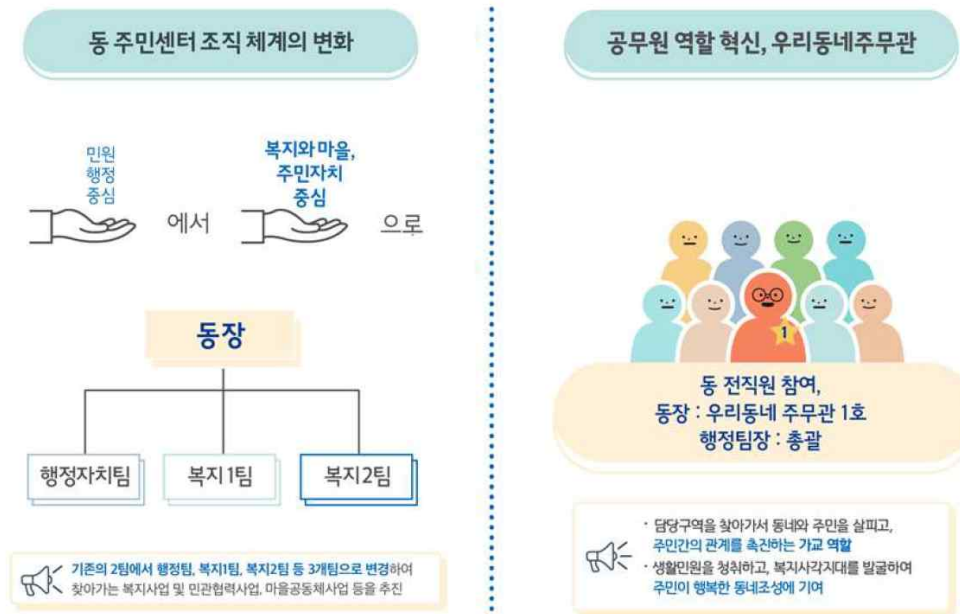 동 주민센터 조직 체계의 변화
민원
행정
중심
에서
복지와 마을,
주민자치
중심
으로
동장
행정자치팀
복지1팀
복지2팀
기존의 2팀에서 행정팀, 복지1팀, 복지2팀 등 3개팀으로 변경하여
찾아가는 복지사업 및 민관협력사업, 마을공동체사업 등을 추진
공무원 역할 혁신, 우리동네주무관
1
동 전직원 참여,
동장 : 우리동네 주무관 1호
행정팀장 : 총괄
· 담당구역을 찾아가서 동네와 주민을 살피고,
주민간의 관계를 촉진하는 가교 역할
· 생활민원을 청취하고, 복지사각지대를 발굴하여
주민이 행복한 동네조성에 기여